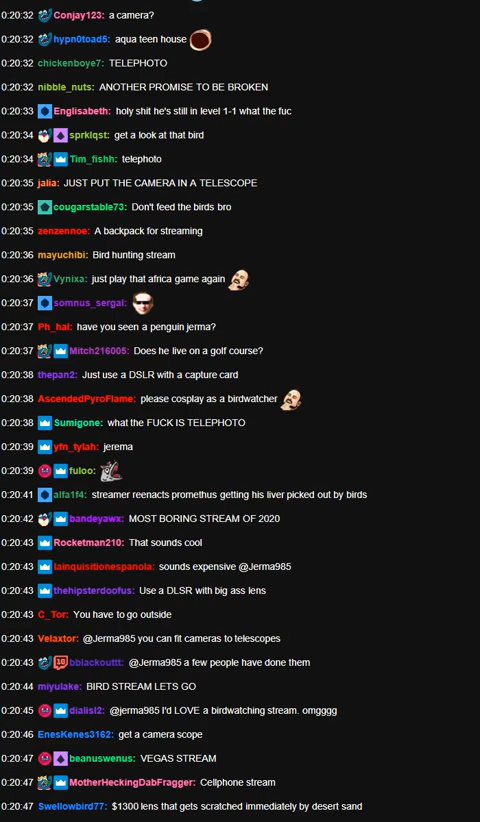 0:20:32 Conjay123: a camera?
0:20:32 hypn0toad5: aqua teen house
0:20:32 chickenboye7: TELEPHOTO
0:20:32 nibble_nuts: ANOTHER PROMISE TO BE BROKEN
0:20:33 Englisabeth: holy shit he's still in level 1-1 what the fuc
0:20:34 sprklqst: get a look at that bird
0:20:34 Tim_fishh: telephoto
0:20:35 jalia: JUST PUT THE CAMERA IN A TELESCOPE
0:20:35 cougarstable73: Don't feed the birds bro
0:20:35 zenzennoe: A backpack for streaming
0:20:36 mayuchibi: Bird hunting stream
0:20:36 Vynixa: just play that africa game again
0:20:37 somnus_sergal:
0:20:37 Ph_hal: have you seen a penguin jerma?
0:20:37 Mitch216005: Does he live on a golf course?
0:20:38 thepan2: Just use a DSLR with a capture card
0:20:38 AscendedPyroFlame: please cosplay as a birdwatcher
0:20:38 Sumigone: what the FUCK IS TELEPHOTO
0:20:39 yfn_tylah: jerema
0:20:39 fuloo:
0:20:41 alfa1f4: streamer reenacts promethus getting his liver picked out by birds
0:20:42 bandeyawx: MOST BORING STREAM OF 2020
0:20:43 Rocketman210: That sounds cool
0:20:43 lainquisitionespanola: sounds expensive @Jerma985
0:20:43 thehipsterdoofus: Use a DLSR with big ass lens
0:20:43 C_Tor: You have to go outside
0:20:43 Velaxtor: @Jerma985 you can fit cameras to telescopes
0:20:43 bblackouttt: @Jerma985 a few people have done them
0:20:44 miyulake: BIRD STREAM LETS GO
0:20:45 dialisl2: @jerma985 I'd LOVE a birdwatching stream. omgggg
0:20:46 EnesKenes3162: get a camera scope
0:20:47 beanuswenus: VEGAS STREAM
0:20:47 MotherHeckingDabFragger: Cellphone stream
0:20:47 Swellowbird77: $1300 lens that gets scratched immediately by desert sand